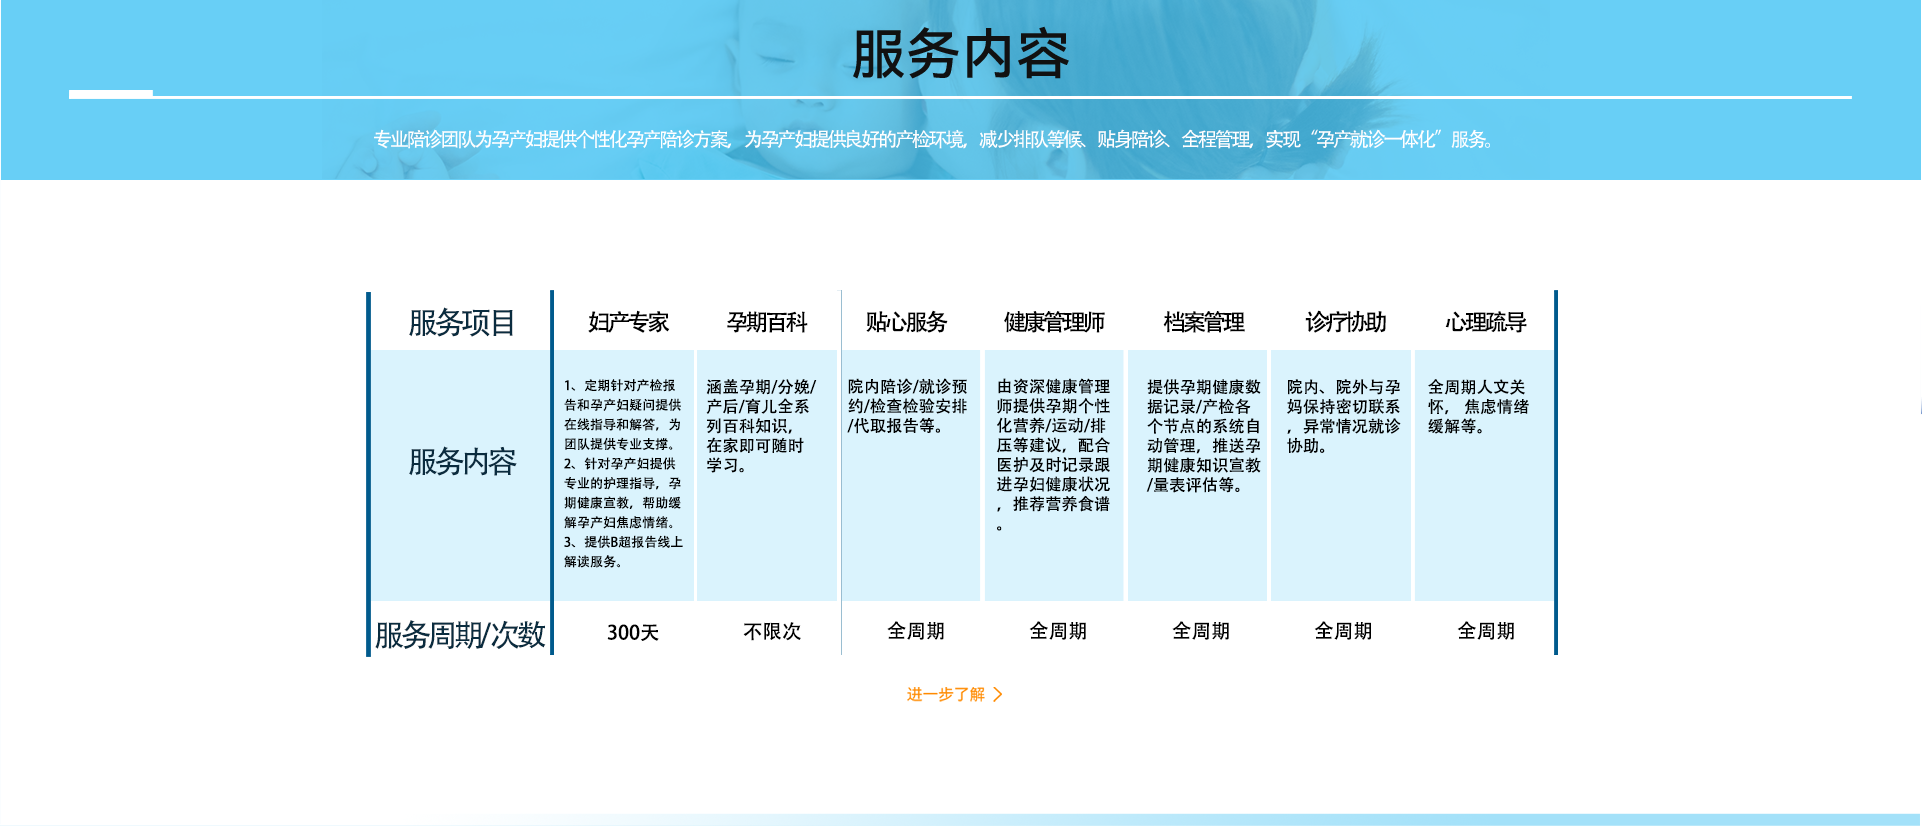 服务内容
专业陪诊团队为孕产妇提供个性化孕产陪诊方案，为孕产妇提供良好的产检环境，减少排队等候、贴身陪诊、全程管理，实现“孕产就诊一体化”服务。
服务项目
妇产专家
孕期百科
贴心服务
健康管理师
档案管理
诊疗协助
心理疏导
服务内容
1、定期针对产检报
告和孕产妇疑问提供
在线指导和解答，为
团队提供专业支撑。
2、针对孕产妇提供
专业的护理指导，孕
期健康宣教，帮助缓
解孕产妇焦虑情绪。
3、提供B超报告线上
解读服务。
涵盖孕期/分娩/
产后/育儿全系
列百科知识，
在家即可随时
学习。
院内陪诊/就诊预
约/检查检验安排
/代取报告等。
由资深健康管理
师提供孕期个性
化营养/运动/排
压等建议，配合
医护及时记录跟
进孕妇健康状况
，推荐营养食谱
。
提供孕期健康数
据记录/产检各
个节点的系统自
动管理，推送孕
期健康知识宣教
/量表评估等。
院内、院外与孕
妈保持密切联系
，异常情况就诊
协助。
全周期人文关
怀， 焦虑情绪
缓解等。
服务周期/次数
300天
不限次
全周期
全周期
全周期
全周期
全周期
进一步了解 >